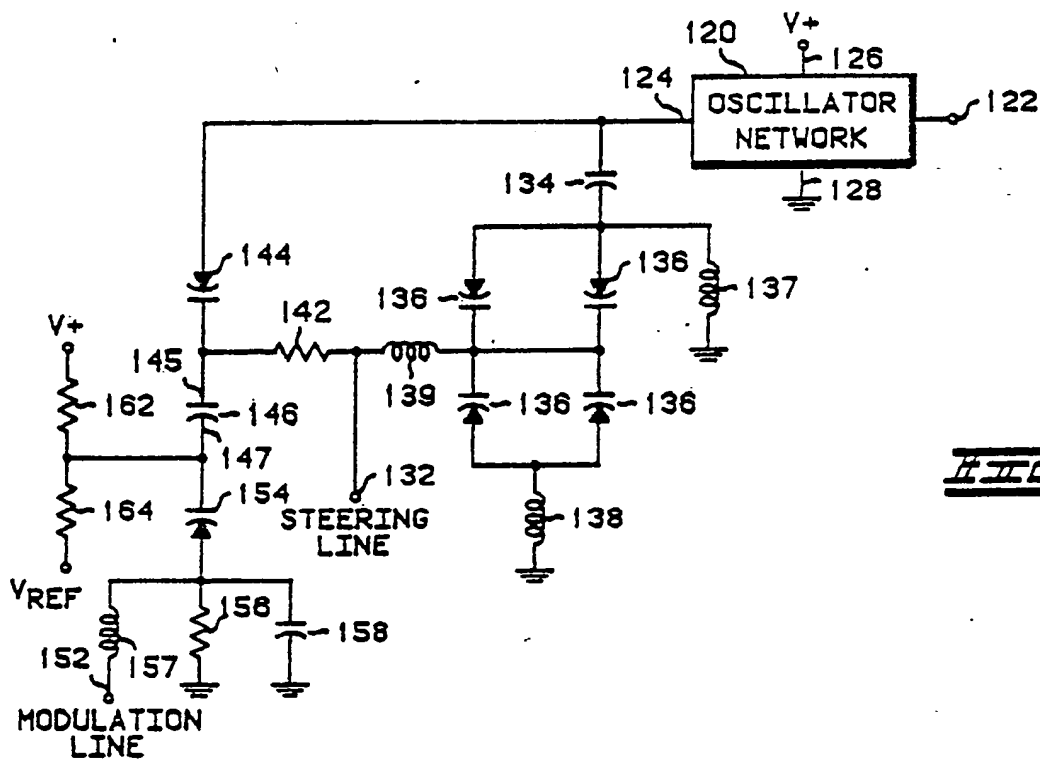 V+
120
126
124
OSCILLATOR
NETWORK
122
134
128
144
136
136
137
142
V+
145
139
162
146
136
136
147
132
154
164
STEERING
LINE
138
VREF
156
158
152
157
MODULATION
LINE